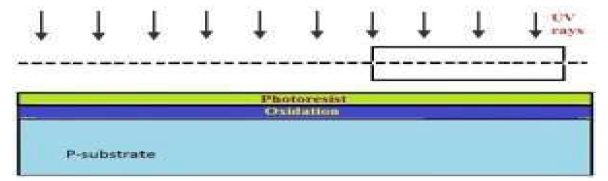 UV
rays
Photoresist
Oxidation
P-substrate